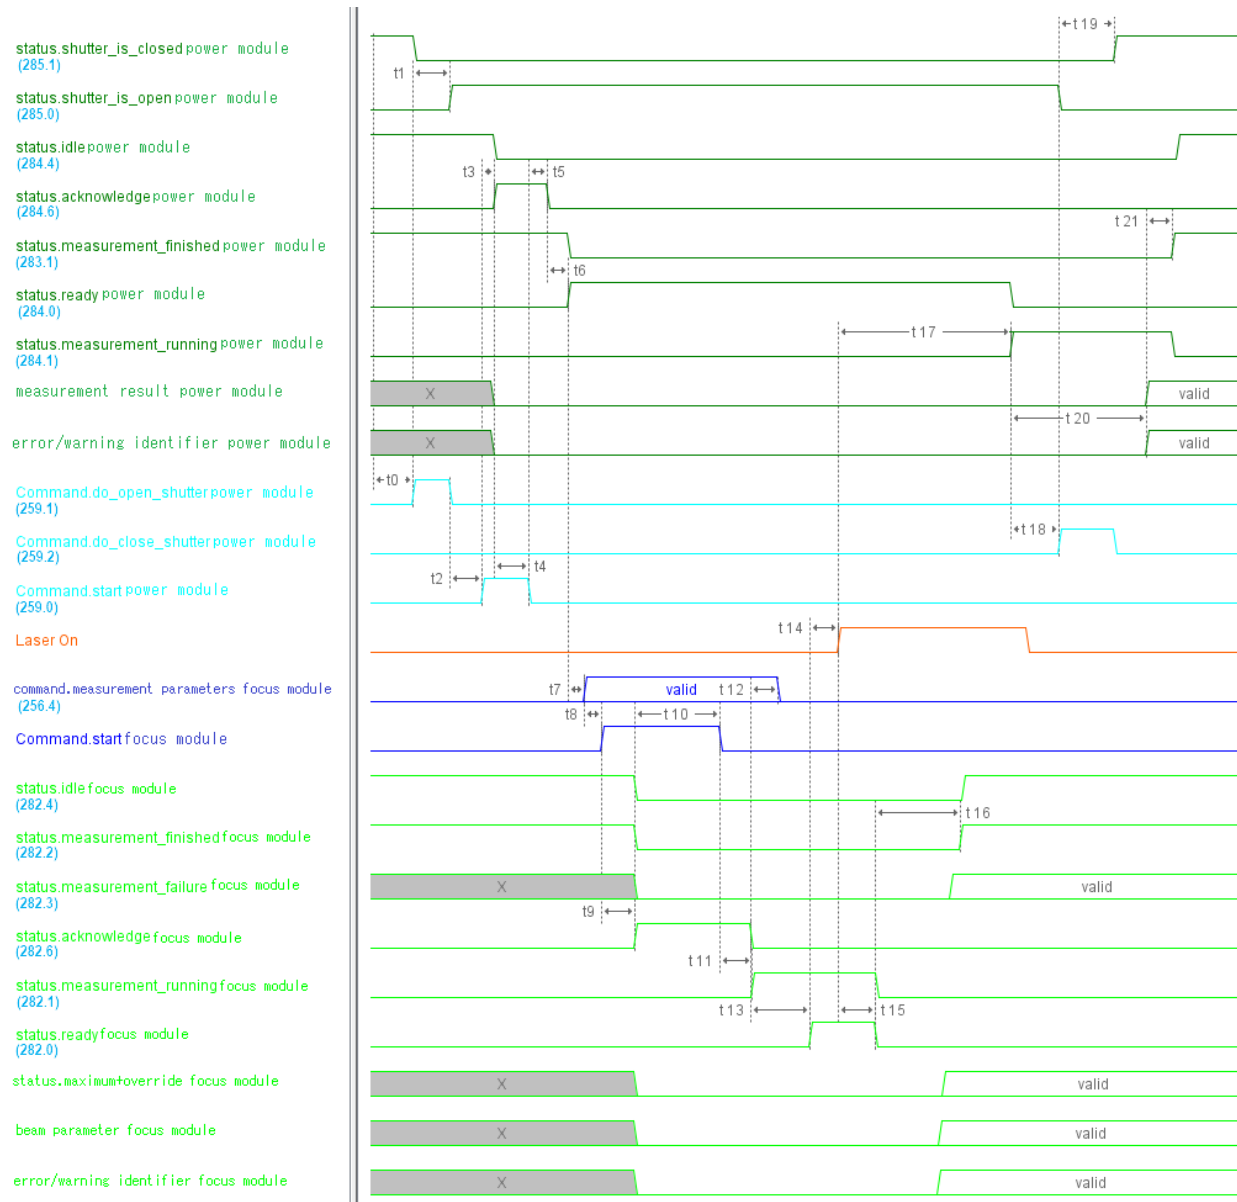 t19
status.shutter_is_closed power module
(285.1)
t1
status.shutter_is_open power module
(285.0)
status.idle power module
(284.4)
t3
t5
status.acknowledge power module
(284.6)
t21
status.measurement_finished power module
(283.1)
t6
status.ready power module
(284.0)
t17
status.measurement_running power module
(284.1)
measurement result power module
X
valid
t20
error/warning identifier power module
X
valid
t0
Command.do_open_shutter power module
(259.1)
t18
Command.do_close_shutter power module
(259.2)
t2
t4
Command.start power module
(259.0)
t14
Laser On
command.measurement parameters focus module
t7
valid
t12
(256.4)
t8
t10
Command.start focus module
status.idle focus module
(282.4)
t16
status.measurement_finished focus module
(282.2)
status.measurement_failure focus module
X
valid
(282.3)
t9
status.acknowledge focus module
(282.6)
t11
status.measurement_running focus module
(282.1)
t13
t15
status.ready focus module
(282.0)
status.maximum+override focus module
X
valid
beam parameter focus module
X
valid
error/warning identifier focus module
X
valid